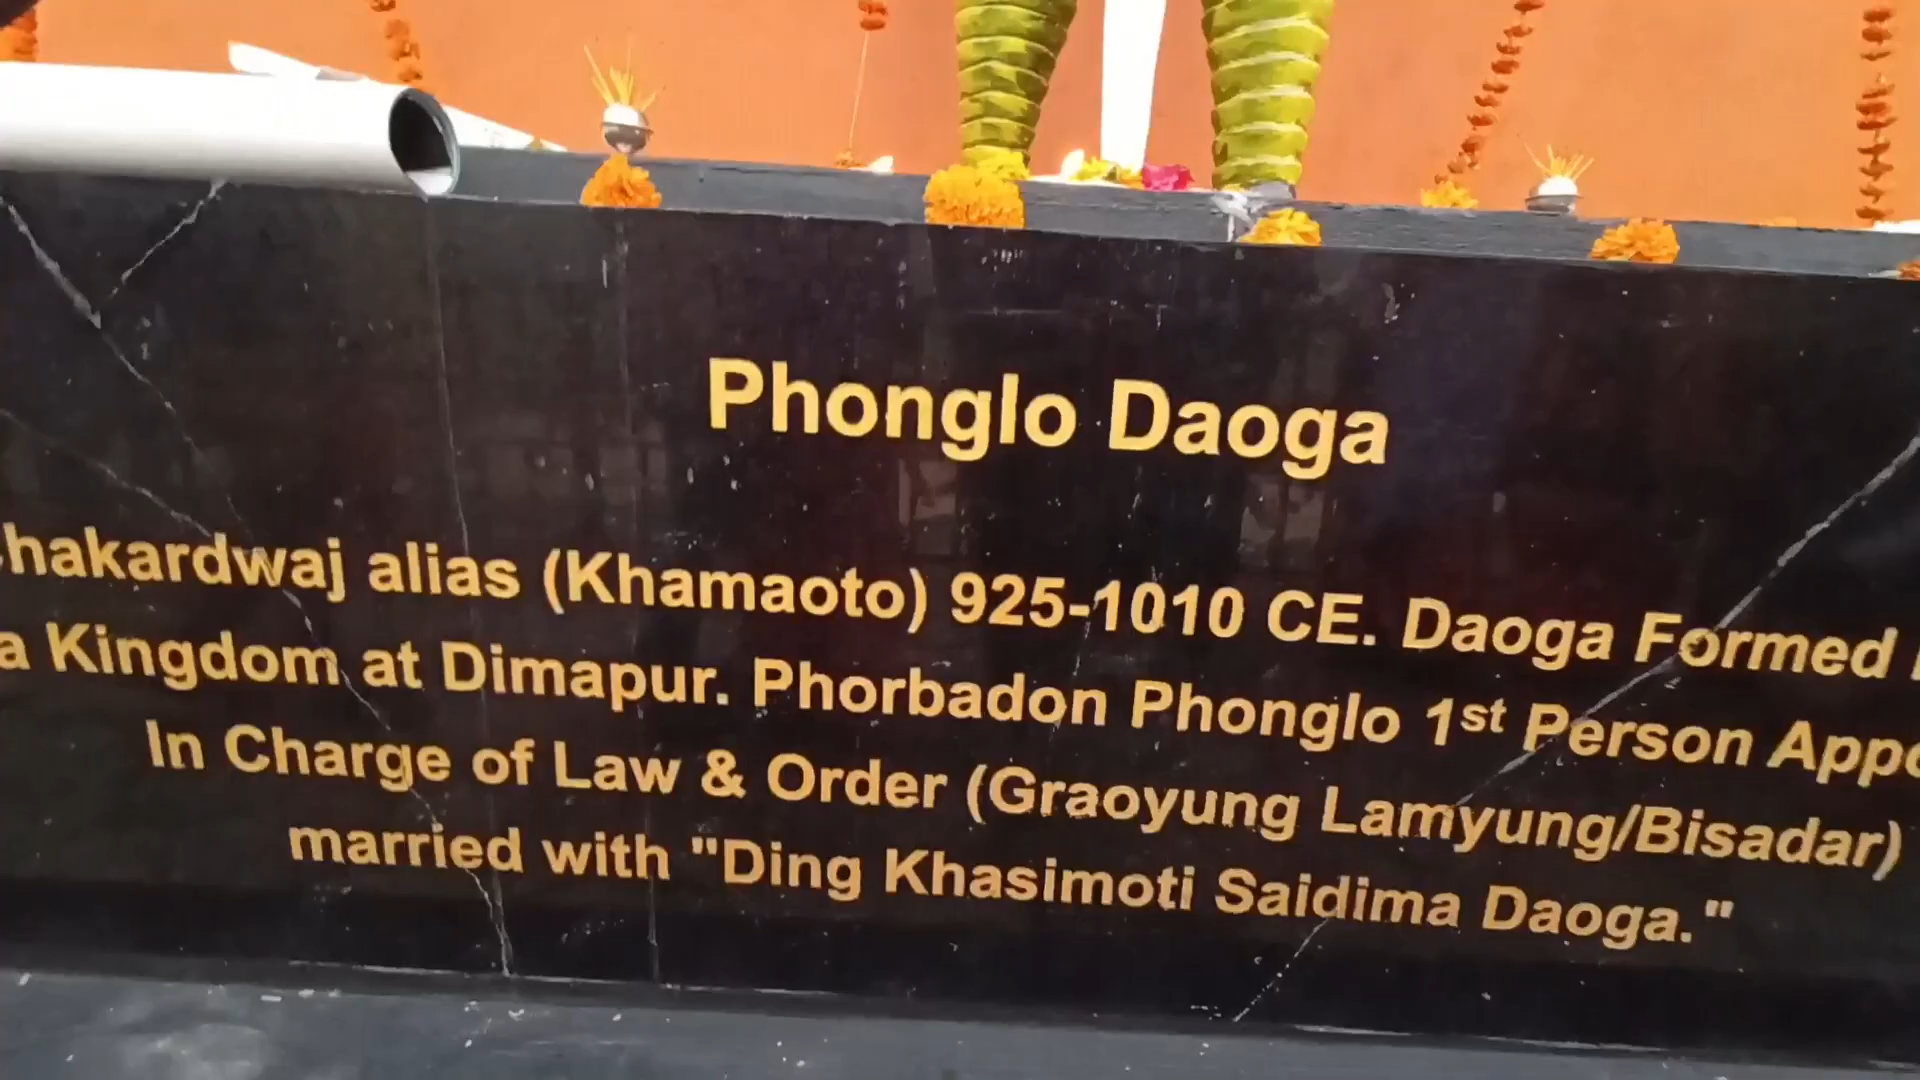 Phonglo Daoga
hakardwaj alias (Khamaoto) 925-1010 CE. Daoga Formed
a Kingdom at Dimapur. Phorbadon Phonglo 1st Person Appo
In Charge of Law & Order (Graoyung Lamyung/Bisadar)
married with "Ding Khasimoti Saidima Daoga."